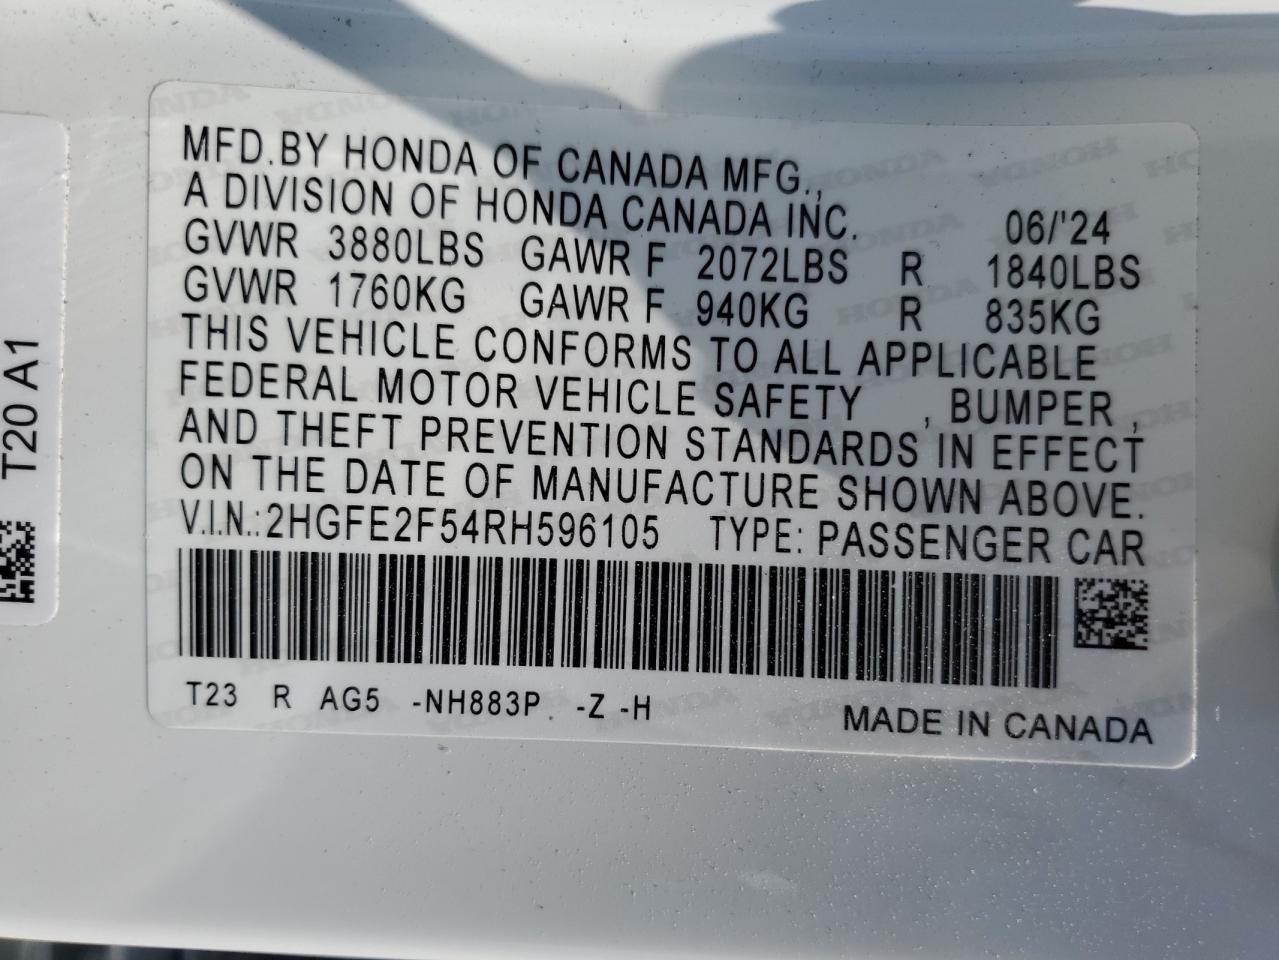 MFD.BY HONDA OF CANADA MFG.,
A DIVISION OF HONDA CANADA INC. 06/'24
GVWR 3880LBS GAWR F 2072LBS R 1840LBS
GVWR 1760KG GAWR F 940KG R 835KG
THIS VEHICLE CONFORMS TO ALL APPLICABLE
FEDERAL MOTOR VEHICLE SAFETY , BUMPER ,
AND THEFT PREVENTION STANDARDS IN EFFECT
ON THE DATE OF MANUFACTURE SHOWN ABOVE.
V.I.N.:2HGFE2F54RH596105 TYPE: PASSENGER CAR
T23 R AG5 -NH883P -Z -H
MADE IN CANADA
T20 A1